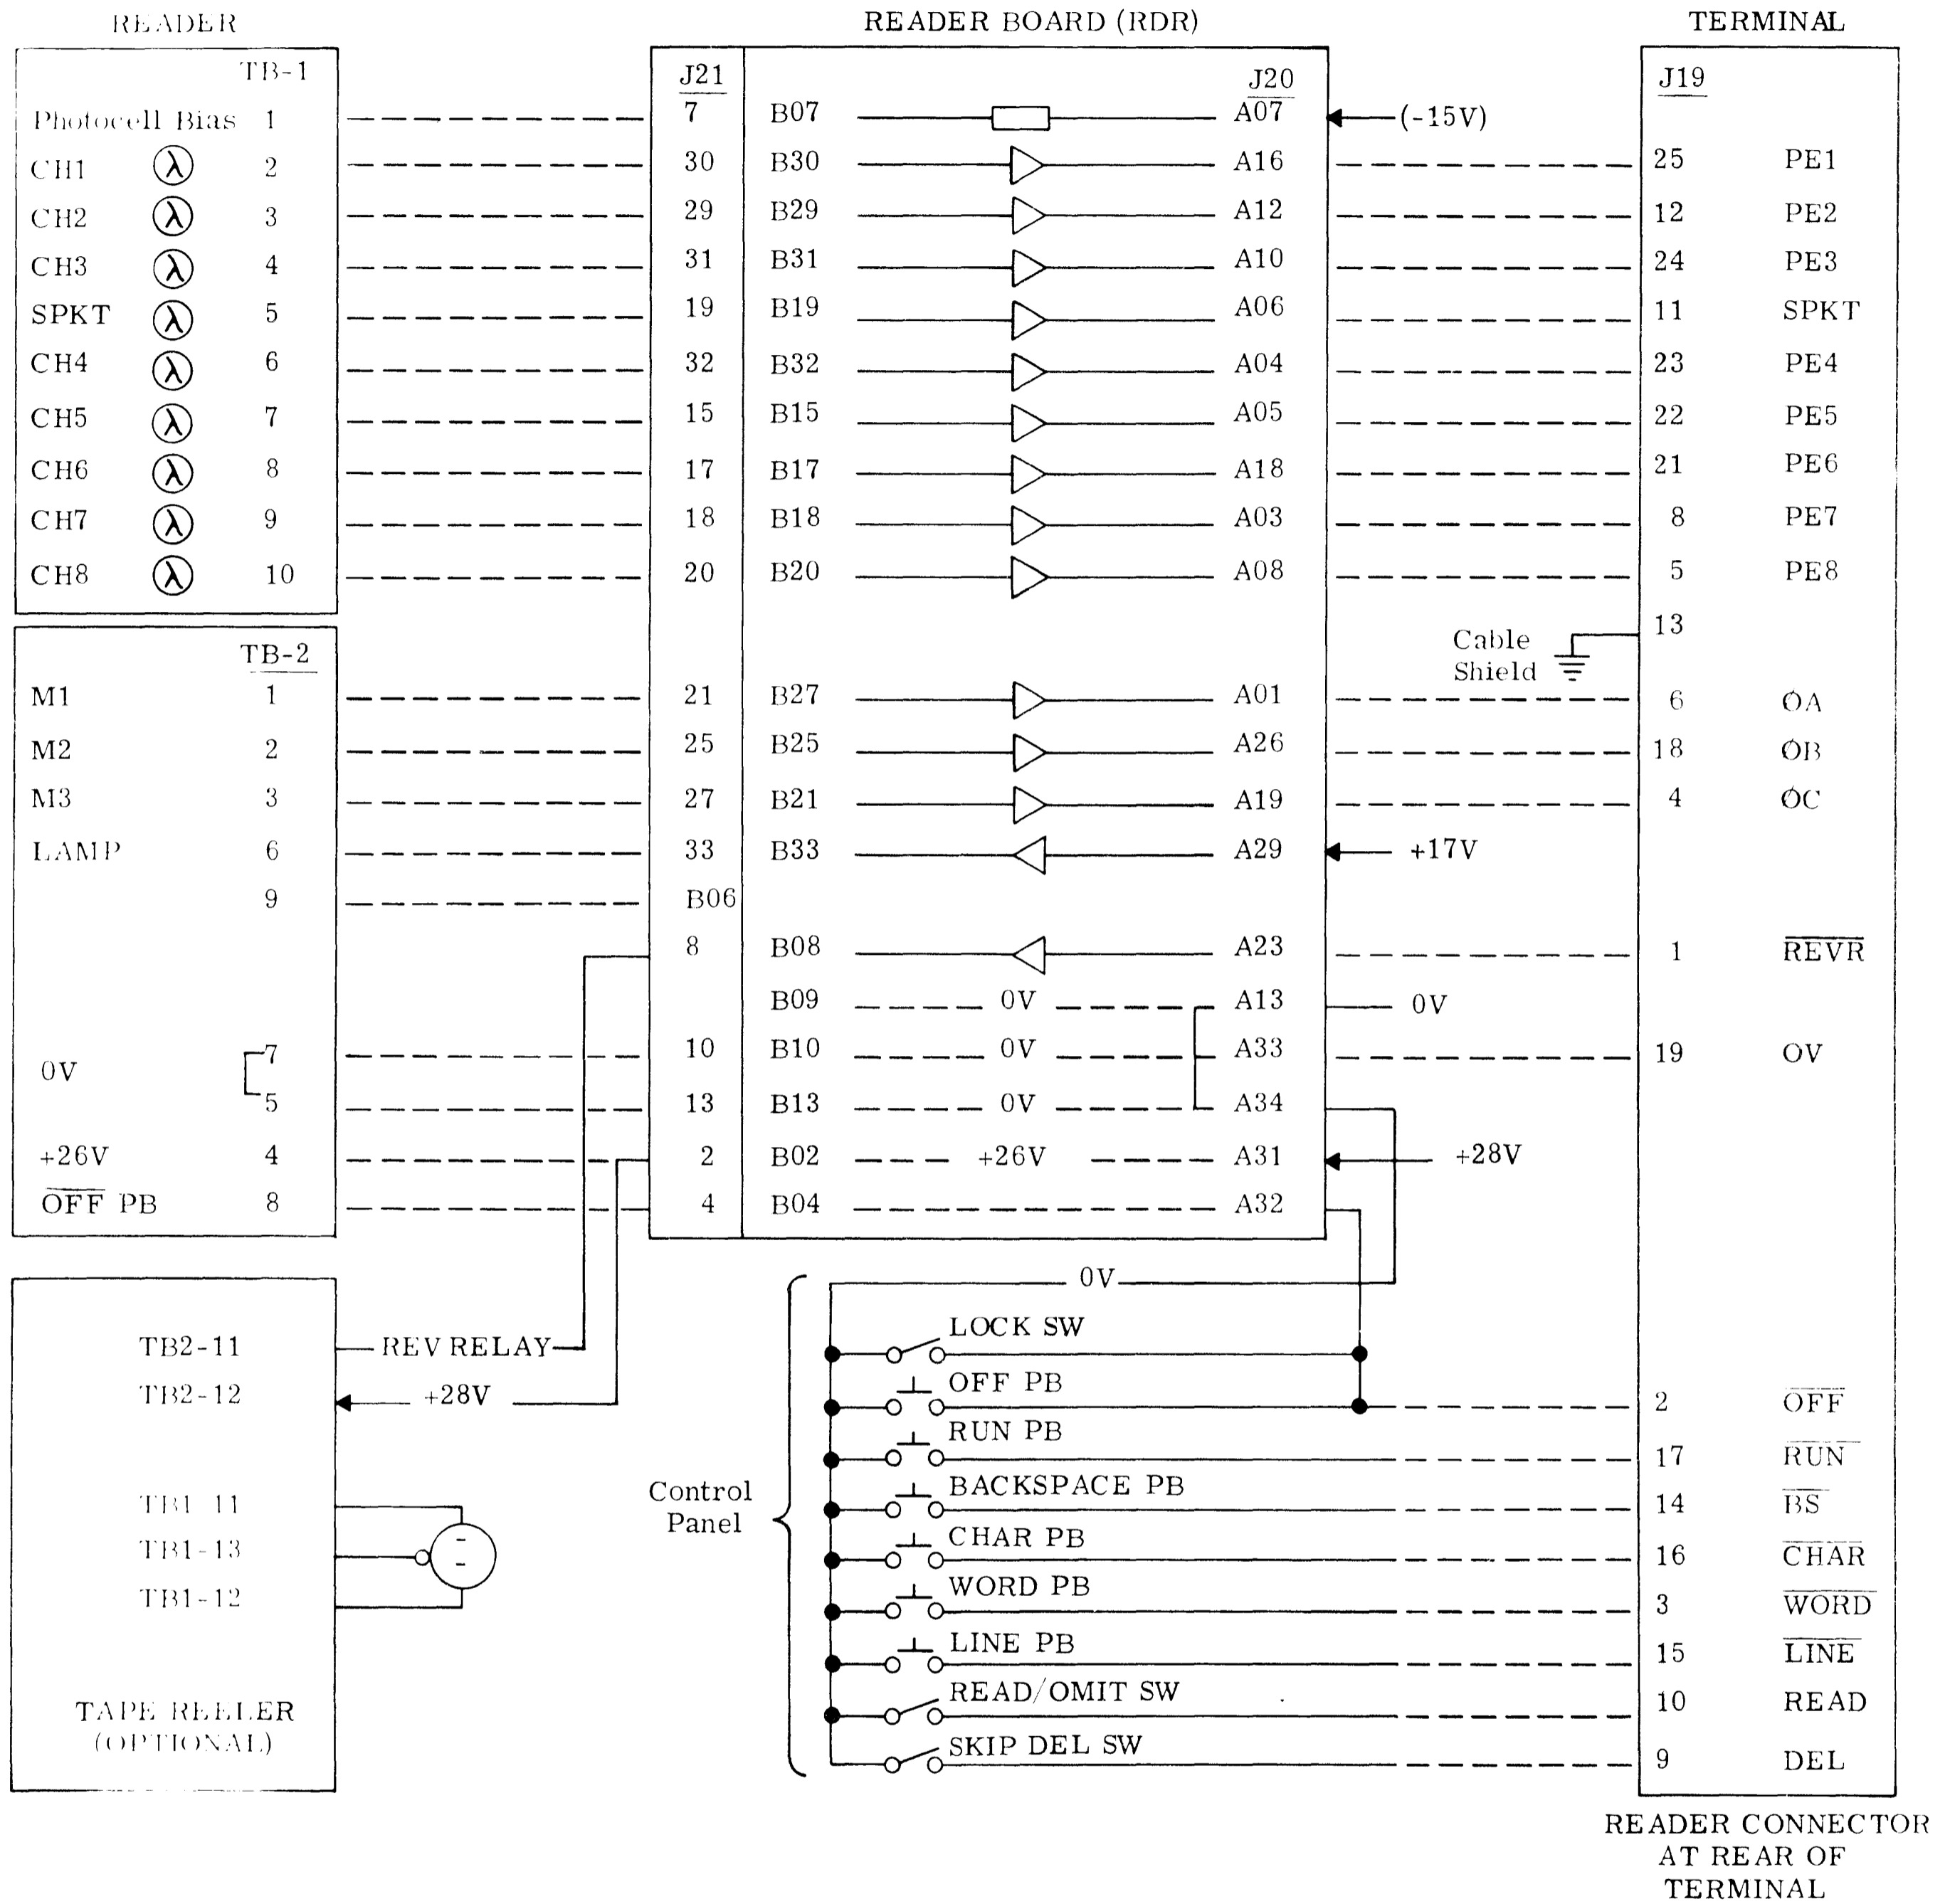 READER READER BOARD (RDR) TERMINAL
TB-1 J21 J20 J19
Photocell Bias 1 7 B07 A07 (-15V)
CH1 λ 2 30 B30 A16 25 PE1
CH2 λ 3 29 B29 A12 12 PE2
CH3 λ 4 31 B31 A10 24 PE3
SPKT λ 5 19 B19 A06 11 SPKT
CH4 λ 6 32 B32 A04 23 PE4
CH5 λ 7 15 B15 A05 22 PE5
CH6 λ 8 17 B17 A18 21 PE6
CH7 λ 9 18 B18 A03 8 PE7
CH8 λ 10 20 B20 A08 5 PE8
13
Cable
Shield
TB-2
M1 1 21 B27 A01 6 ØA
M2 2 25 B25 A26 18 ØB
M3 3 27 B21 A19 4 ØC
LAMP 6 33 B33 A29 +17V
9 B06
8 B08 A23 1 REVR
B09 0V A13 0V
0V 7 10 B10 0V A33 19 OV
5 13 B13 0V A34
+26V 4 2 B02 +26V A31 +28V
OFF PB 8 4 B04 A32
0V
TB2-11 REV RELAY LOCK SW
TB2-12 +28V OFF PB 2 OFF
RUN PB 17 RUN
Control
Panel
TB1-11 BACKSPACE PB 14 BS
TB1-13 CHAR PB 16 CHAR
TB1-12 WORD PB 3 WORD
LINE PB 15 LINE
TAPE REELER
(OPTIONAL)
READ/OMIT SW 10 READ
SKIP DEL SW 9 DEL
READER CONNECTOR
AT REAR OF
TERMINAL